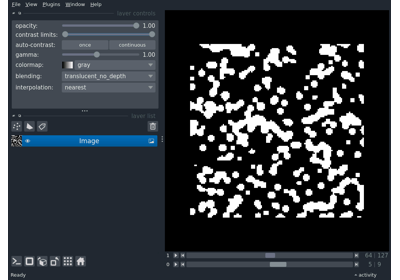 File View Plugins Window Help
layer controls
opacity: 1.00
contrast limits:
auto-contrast: once continuous
gamma: 1.00
colormap: gray
blending: translucent_no_depth
interpolation: nearest
layer list
Image
1 64 127
0 5 9
Ready activity